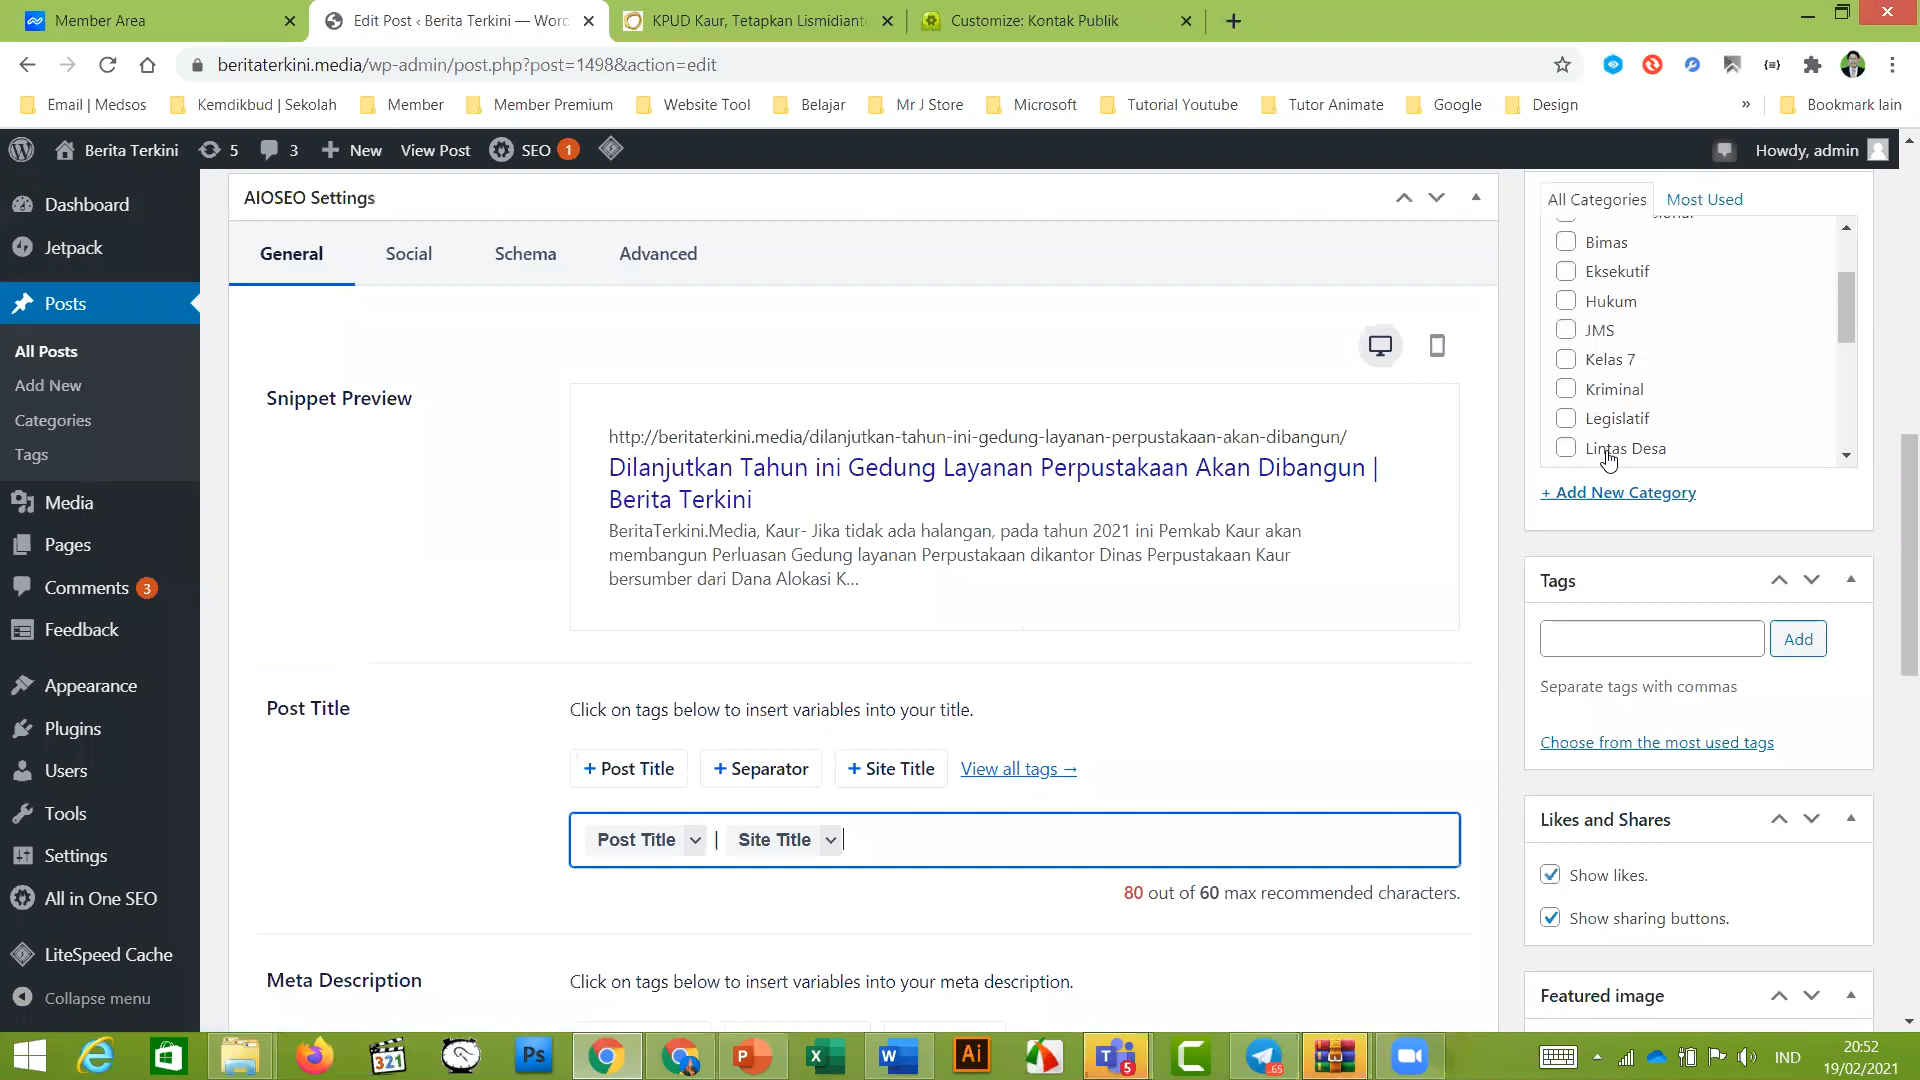 Member Area
Edit Post ‹ Berita Terkini — Word
KPUD Kaur, Tetapkan Lismidianto
Customize: Kontak Publik
beritaterkini.media/wp-admin/post.php?post=1498&action=edit
Email | Medsos
Kemdikbud | Sekolah
Member
Member Premium
Website Tool
Belajar
Mr J Store
Microsoft
Tutorial Youtube
Tutor Animate
Google
Design
»
Bookmark lain
Berita Terkini
5
3
New
View Post
SEO 1
Howdy, admin
Dashboard
Jetpack
Posts
All Posts
Add New
Categories
Tags
Media
Pages
Comments 3
Feedback
Appearance
Plugins
Users
Tools
Settings
All in One SEO
LiteSpeed Cache
Collapse menu
AIOSEO Settings
General
Social
Schema
Advanced
Snippet Preview
http://beritaterkini.media/dilanjutkan-tahun-ini-gedung-layanan-perpustakaan-akan-dibangun/
Dilanjutkan Tahun ini Gedung Layanan Perpustakaan Akan Dibangun |
Berita Terkini
BeritaTerkini.Media, Kaur- Jika tidak ada halangan, pada tahun 2021 ini Pemkab Kaur akan
membangun Perluasan Gedung layanan Perpustakaan dikantor Dinas Perpustakaan Kaur
bersumber dari Dana Alokasi K...
Post Title
Click on tags below to insert variables into your title.
+ Post Title
+ Separator
+ Site Title
View all tags →
Post Title | Site Title
80 out of 60 max recommended characters.
Meta Description
Click on tags below to insert variables into your meta description.
All Categories
Most Used
Bimas
Eksekutif
Hukum
JMS
Kelas 7
Kriminal
Legislatif
Lintas Desa
+ Add New Category
Tags
Add
Separate tags with commas
Choose from the most used tags
Likes and Shares
Show likes.
Show sharing buttons.
Featured image
321
Ps
Ai
5
65
IND
20:52
19/02/2021